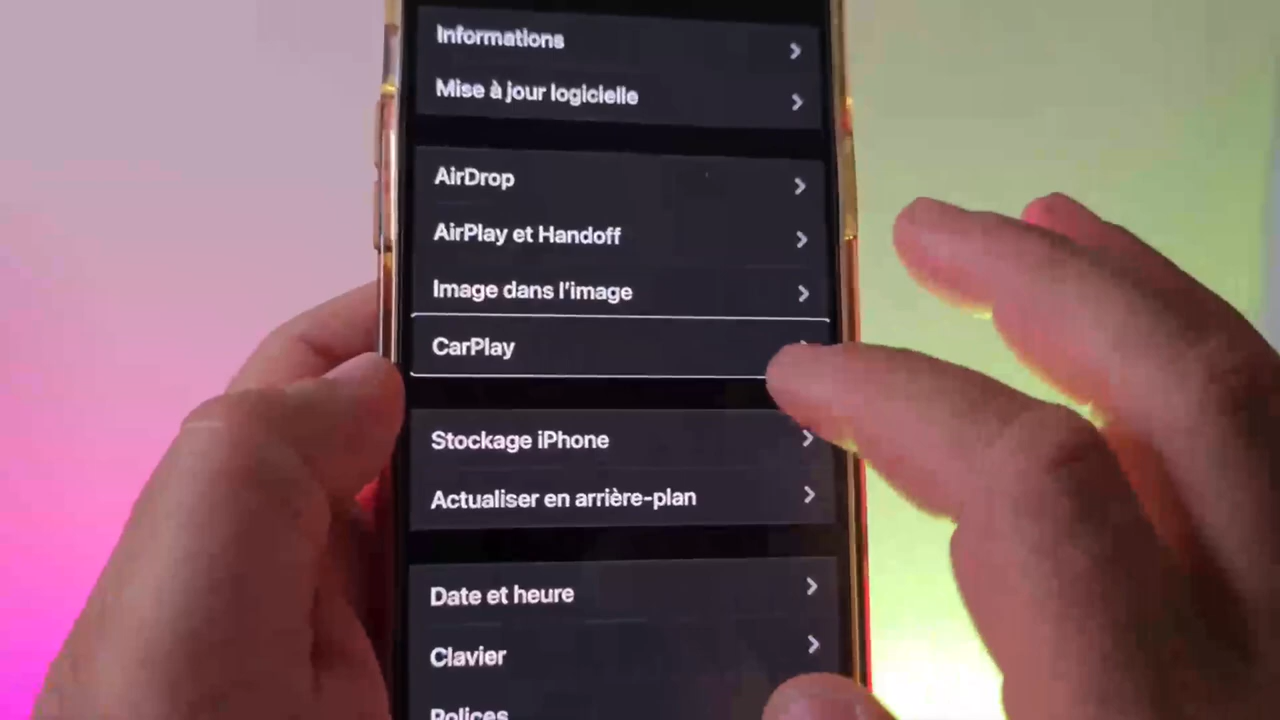 Informations
Mise à jour logicielle
AirDrop
AirPlay et Handoff
Image dans l’image
CarPlay
Stockage iPhone
Actualiser en arrière-plan
Date et heure
Clavier
Polices